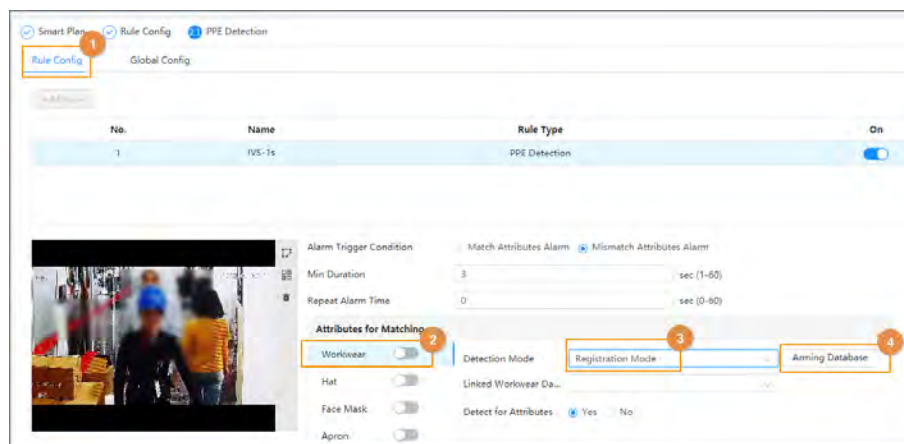 Smart Plan Rule Config 2.1 PPE Detection
1
Rule Config Global Config
No. Name Rule Type On
1 IVS-1s PPE Detection
Alarm Trigger Condition Match Attributes Alarm Mismatch Attributes Alarm
Min Duration 3 sec (1-60)
Repeat Alarm Time 0 sec (0-60)
Attributes for Matching
2 3 4
Workwear Detection Mode Registration Mode Arming Database
Hat Linked Workwear Da...
Face Mask Detect for Attributes Yes No
Apron